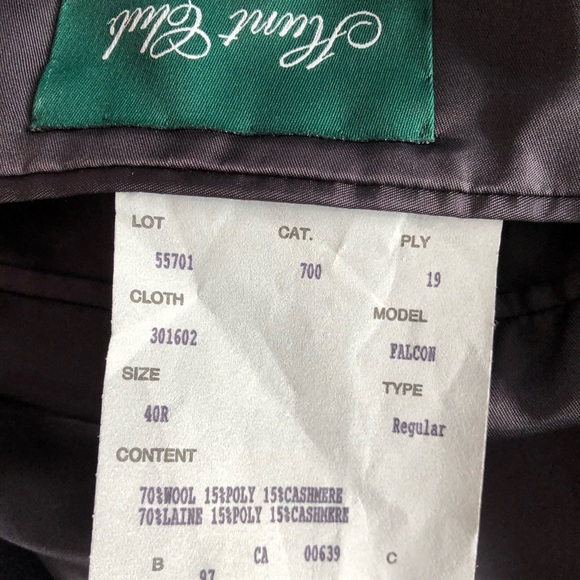 Hunt Club
LOT CAT. PLY
55701 700 19
CLOTH MODEL
301602 FALCON
SIZE TYPE
40R Regular
CONTENT
70%WOOL 15%POLY 15%CASHMERE
70%LAINE 15%POLY 15%CASHMERE
B CA 00639 C
97